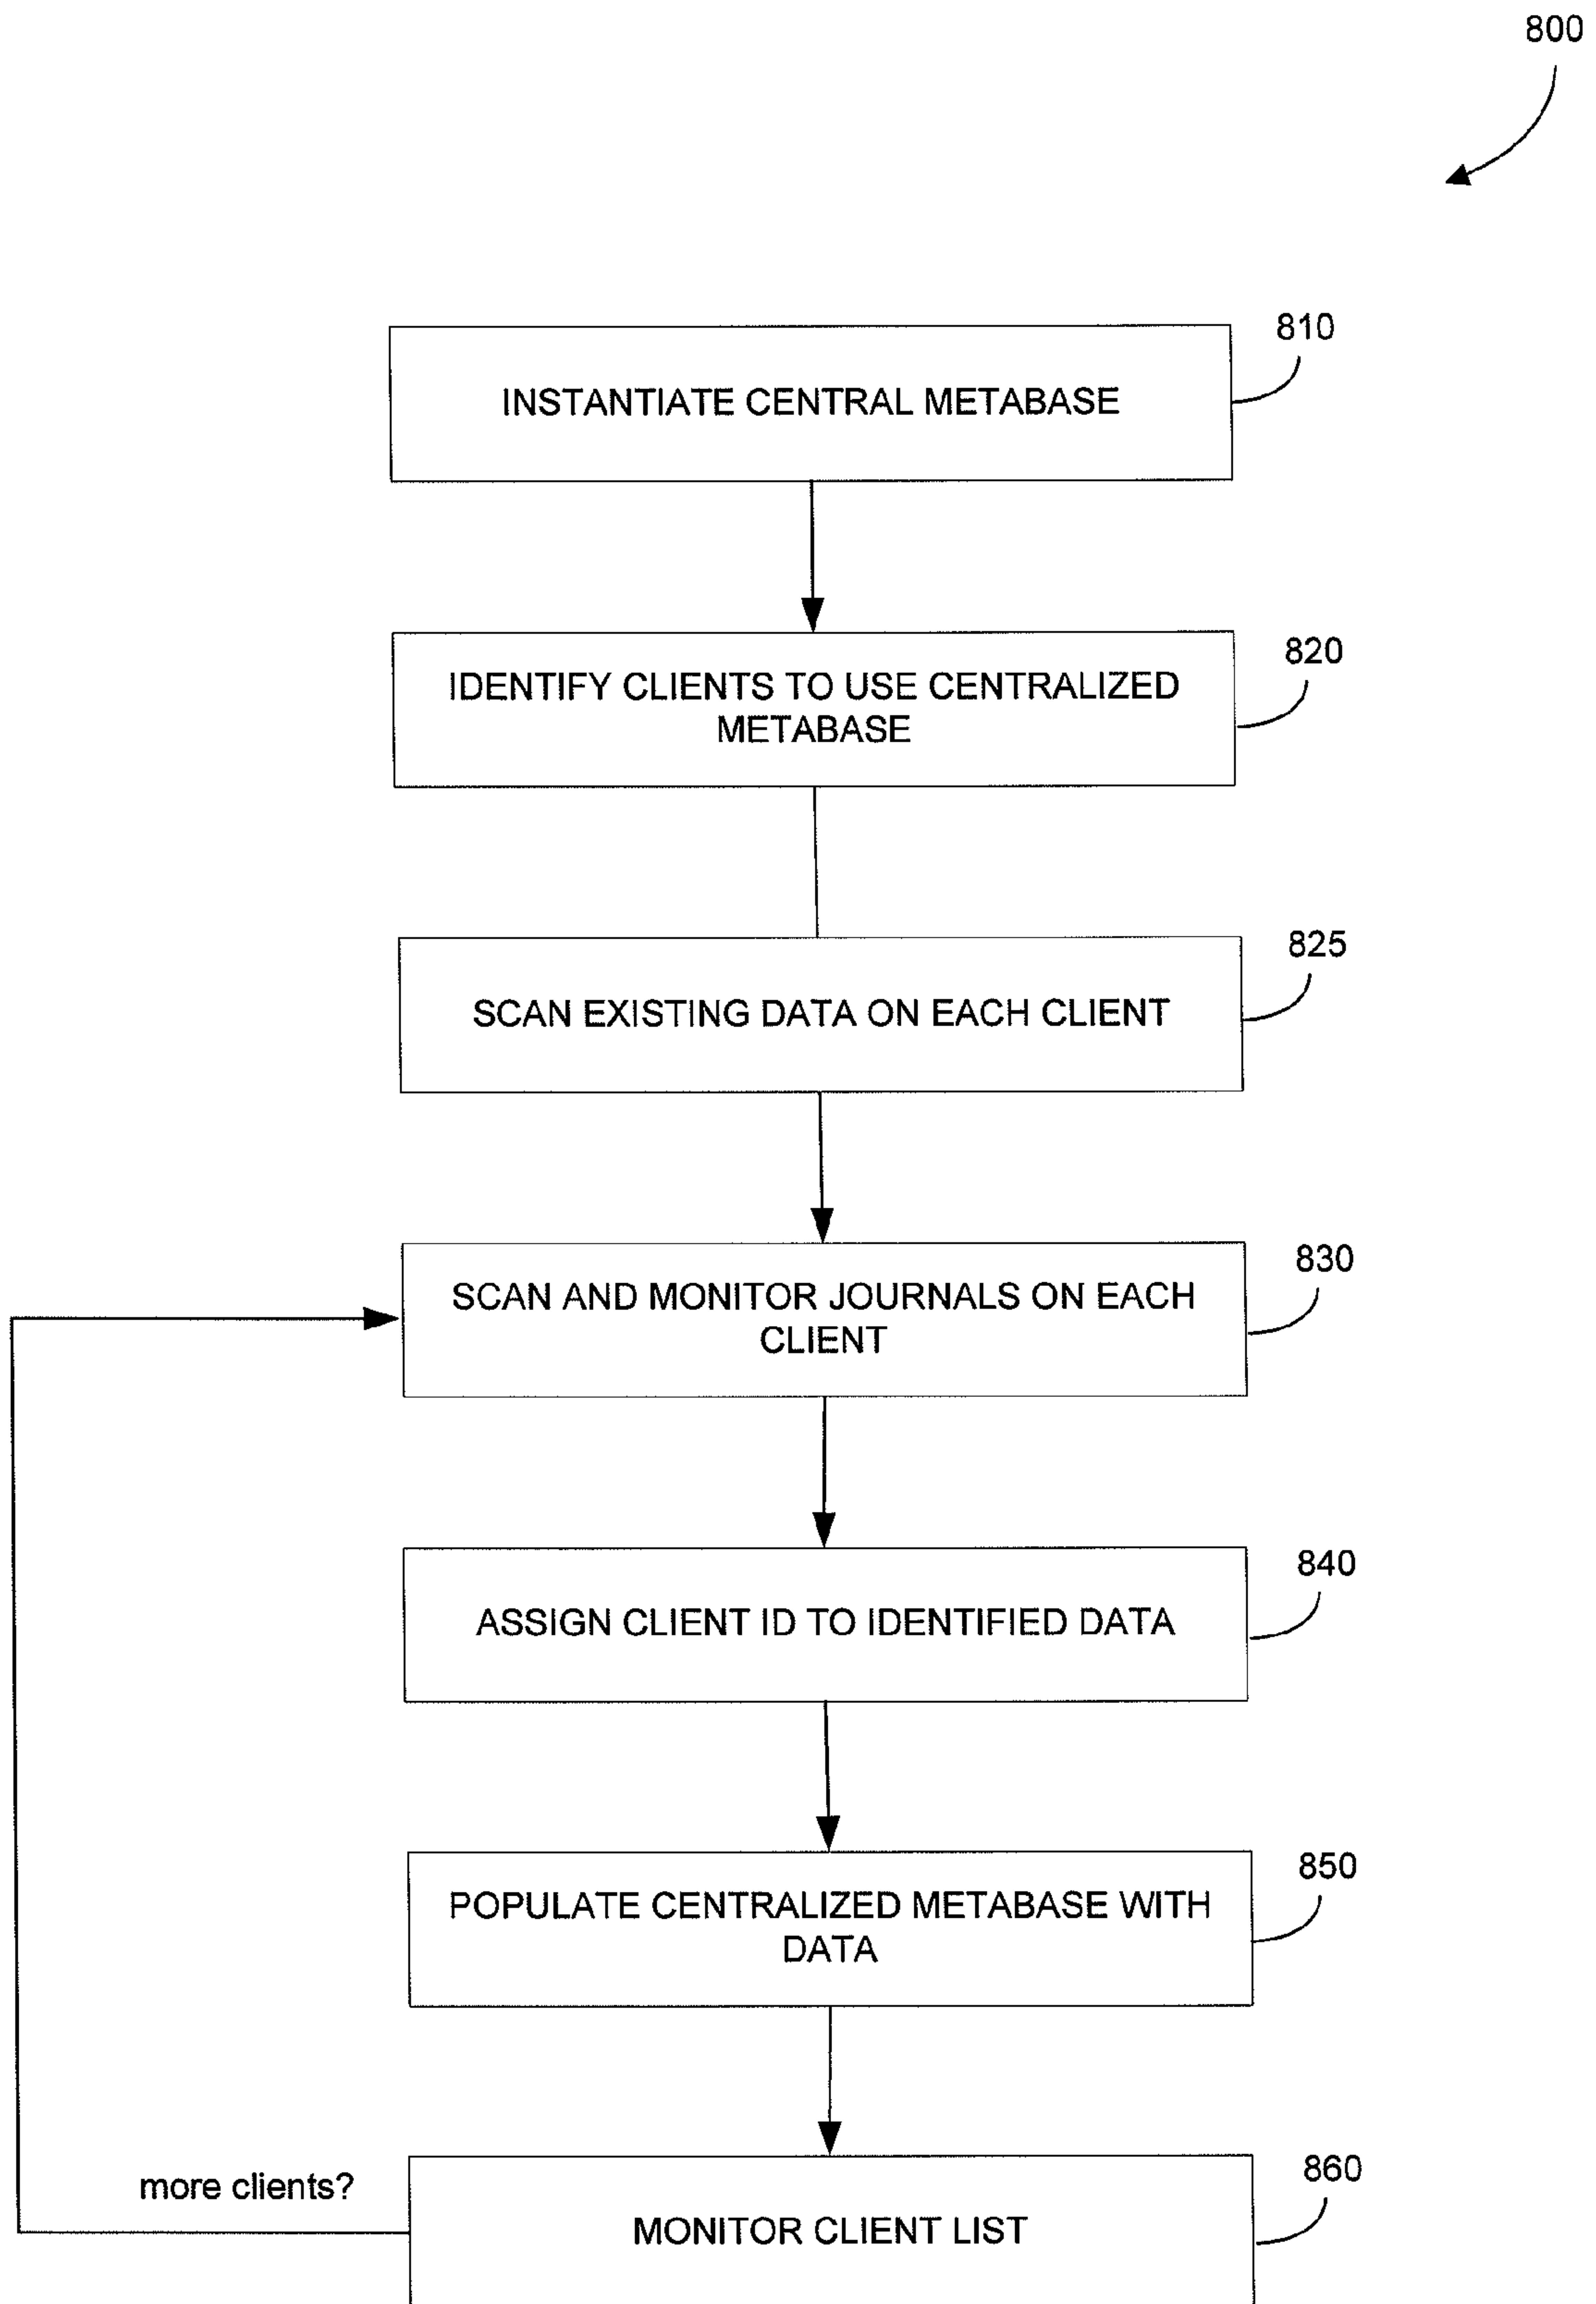 800
810
INSTANTIATE CENTRAL METABASE
820
IDENTIFY CLIENTS TO USE CENTRALIZED
METABASE
825
SCAN EXISTING DATA ON EACH CLIENT
830
SCAN AND MONITOR JOURNALS ON EACH
CLIENT
840
ASSIGN CLIENT ID TO IDENTIFIED DATA
850
POPULATE CENTRALIZED METABASE WITH
DATA
860
more clients?
MONITOR CLIENT LIST